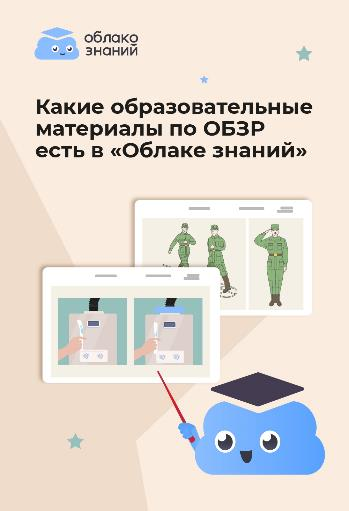 облако
знаний
Какие образовательные
материалы по ОБЗР
есть в «Облаке знаний»